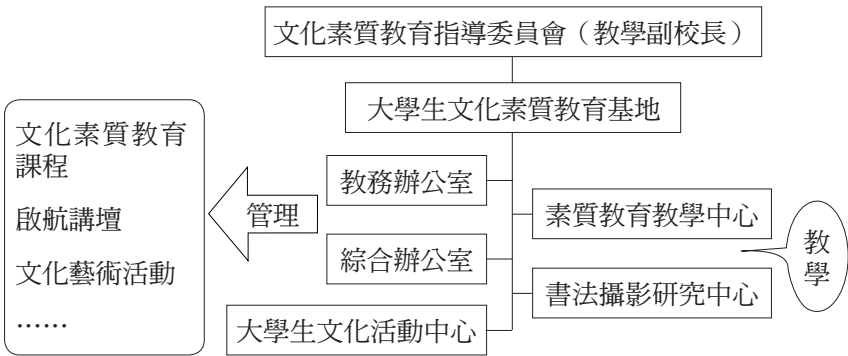 文化素質教育指導委員會（教學副校長）
大學生文化素質教育基地
文化素質教育
課程
啟航講壇
文化藝術活動
……
管理
教務辦公室
綜合辦公室
大學生文化活動中心
素質教育教學中心
書法攝影研究中心
教
學